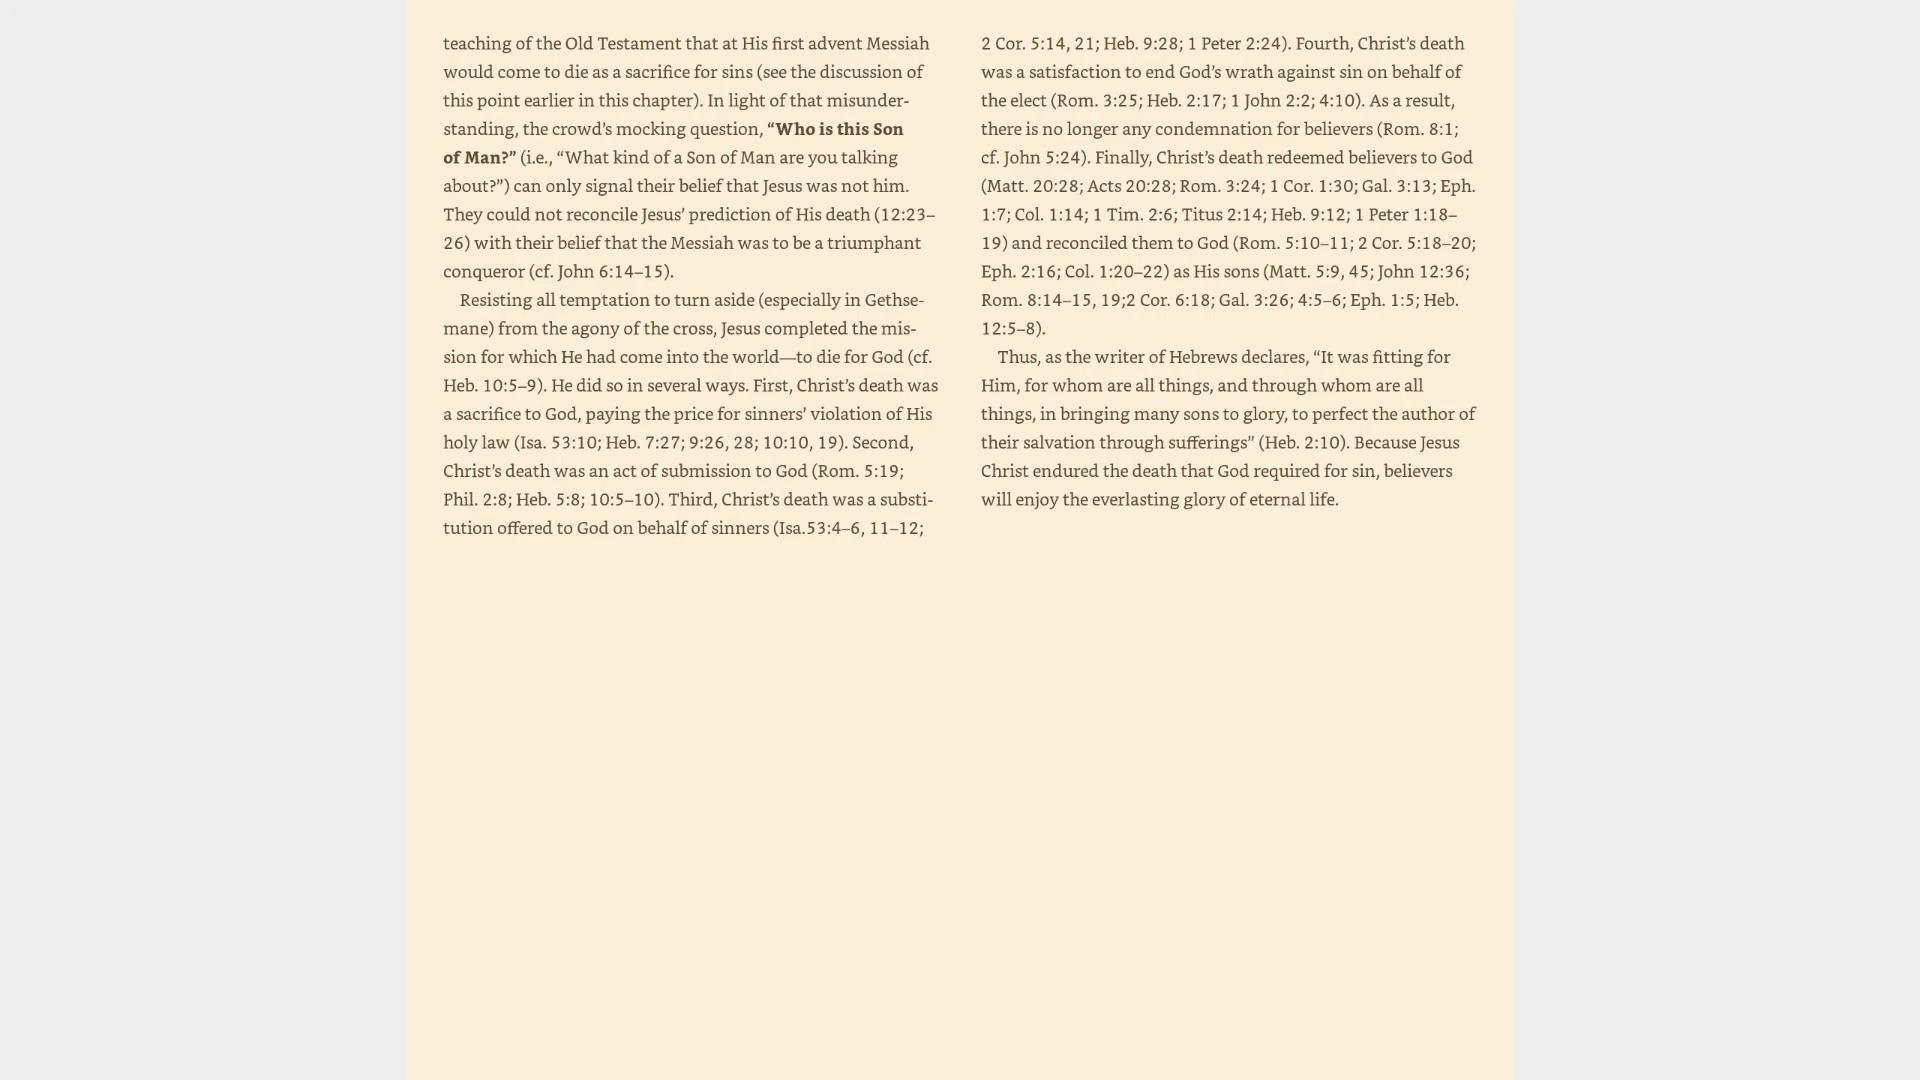 teaching of the Old Testament that at His first advent Messiah
would come to die as a sacrifice for sins (see the discussion of
this point earlier in this chapter). In light of that misunder-
standing, the crowd’s mocking question, “Who is this Son
of Man?” (i.e., “What kind of a Son of Man are you talking
about?”) can only signal their belief that Jesus was not him.
They could not reconcile Jesus’ prediction of His death (12:23–
26) with their belief that the Messiah was to be a triumphant
conqueror (cf. John 6:14–15).
Resisting all temptation to turn aside (especially in Gethse-
mane) from the agony of the cross, Jesus completed the mis-
sion for which He had come into the world—to die for God (cf.
Heb. 10:5–9). He did so in several ways. First, Christ’s death was
a sacrifice to God, paying the price for sinners’ violation of His
holy law (Isa. 53:10; Heb. 7:27; 9:26, 28; 10:10, 19). Second,
Christ’s death was an act of submission to God (Rom. 5:19;
Phil. 2:8; Heb. 5:8; 10:5–10). Third, Christ’s death was a substi-
tution offered to God on behalf of sinners (Isa.53:4–6, 11–12;
2 Cor. 5:14, 21; Heb. 9:28; 1 Peter 2:24). Fourth, Christ’s death
was a satisfaction to end God’s wrath against sin on behalf of
the elect (Rom. 3:25; Heb. 2:17; 1 John 2:2; 4:10). As a result,
there is no longer any condemnation for believers (Rom. 8:1;
cf. John 5:24). Finally, Christ’s death redeemed believers to God
(Matt. 20:28; Acts 20:28; Rom. 3:24; 1 Cor. 1:30; Gal. 3:13; Eph.
1:7; Col. 1:14; 1 Tim. 2:6; Titus 2:14; Heb. 9:12; 1 Peter 1:18–
19) and reconciled them to God (Rom. 5:10–11; 2 Cor. 5:18–20;
Eph. 2:16; Col. 1:20–22) as His sons (Matt. 5:9, 45; John 12:36;
Rom. 8:14–15, 19;2 Cor. 6:18; Gal. 3:26; 4:5–6; Eph. 1:5; Heb.
12:5–8).
Thus, as the writer of Hebrews declares, “It was fitting for
Him, for whom are all things, and through whom are all
things, in bringing many sons to glory, to perfect the author of
their salvation through sufferings” (Heb. 2:10). Because Jesus
Christ endured the death that God required for sin, believers
will enjoy the everlasting glory of eternal life.